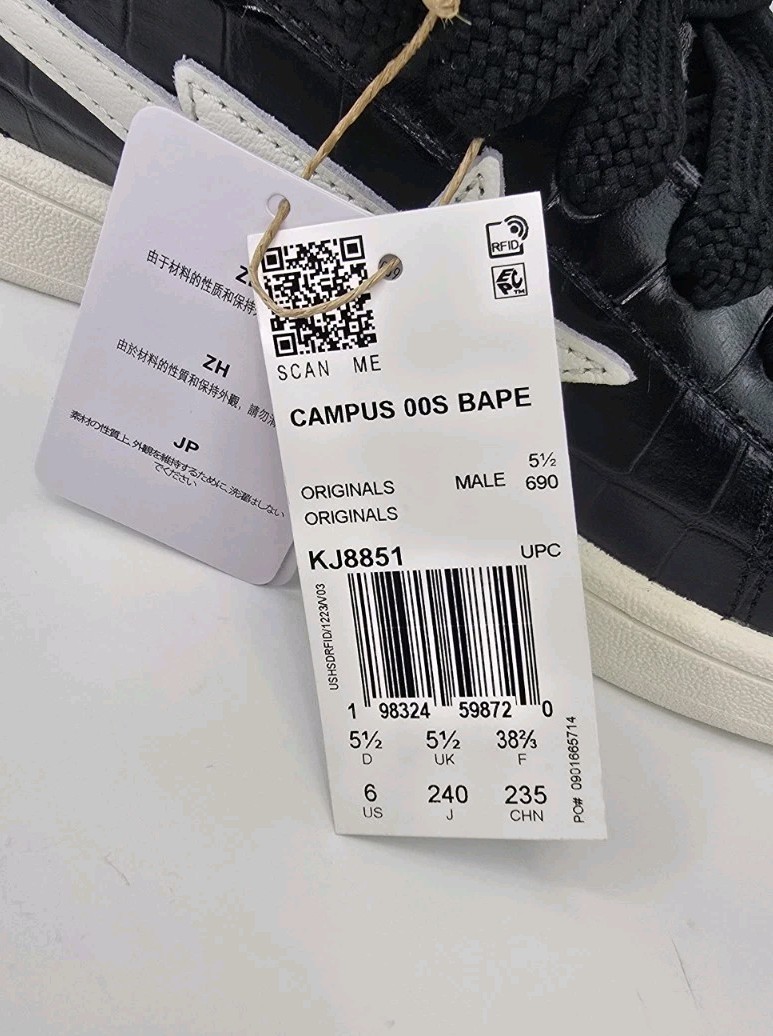 由于材料的性质和保持
ZH
由於材料的性質和保持外觀，請勿
JP
素材の性質上、外観を維持するために、洗濯はしない
でください
RFID
SCAN ME
CAMPUS 00S BAPE
5½
ORIGINALS MALE 690
ORIGINALS
KJ8851 UPC
USHSDRFID/1223/V03
1 98324 59872 0
5½ 5½ 38⅔
D UK F
6 240 235
US J CHN
PO# 0901665714